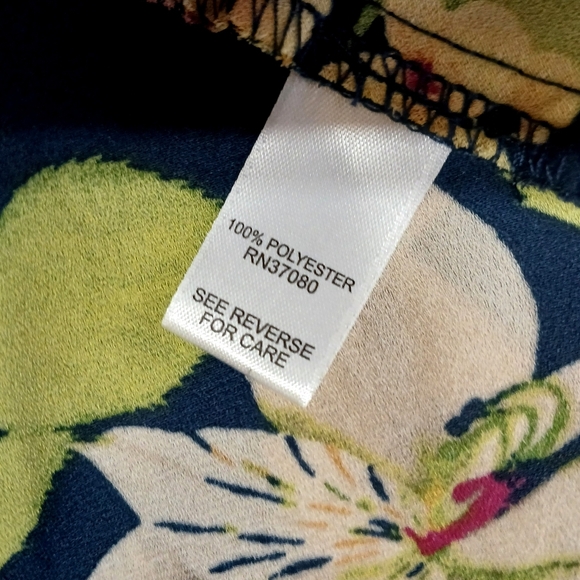 100% POLYESTER
RN37080
SEE REVERSE
FOR CARE